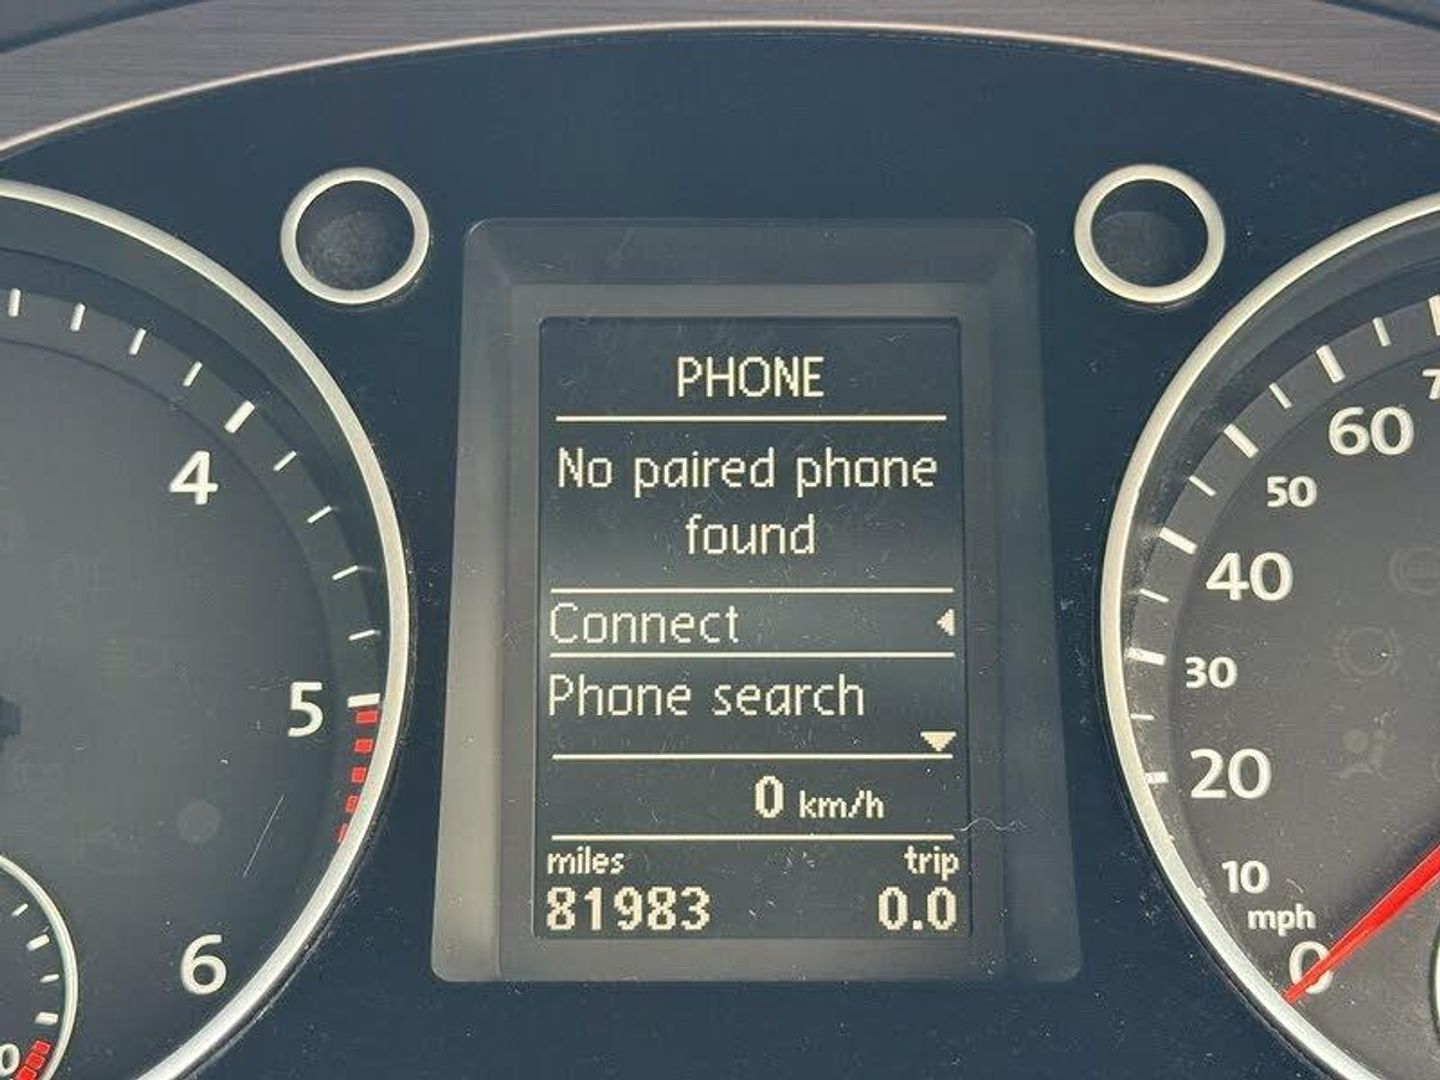 PHONE
No paired phone
found
Connect
Phone search
0 km/h
miles trip
81983 0.0
4
5
6
60
50
40
30
20
10
mph
0